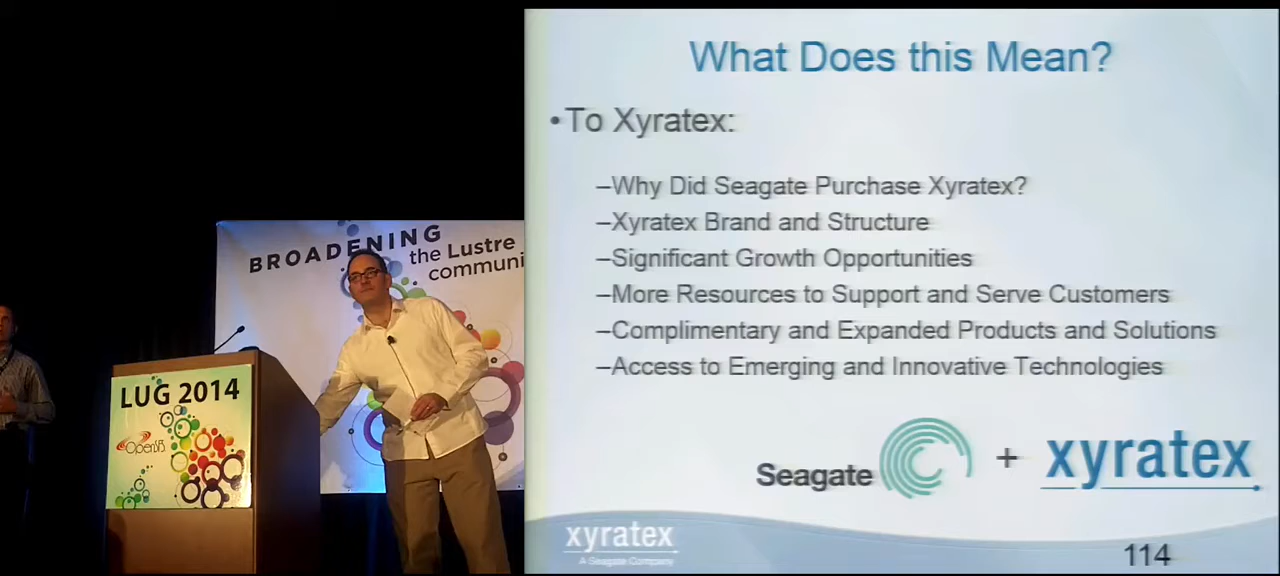 BROADENING
the Lustre
communi
LUG 2014
OpenSFS
What Does this Mean?
•To Xyratex:
–Why Did Seagate Purchase Xyratex?
–Xyratex Brand and Structure
–Significant Growth Opportunities
–More Resources to Support and Serve Customers
–Complimentary and Expanded Products and Solutions
–Access to Emerging and Innovative Technologies
Seagate + xyratex
xyratex
A Seagate Company
114